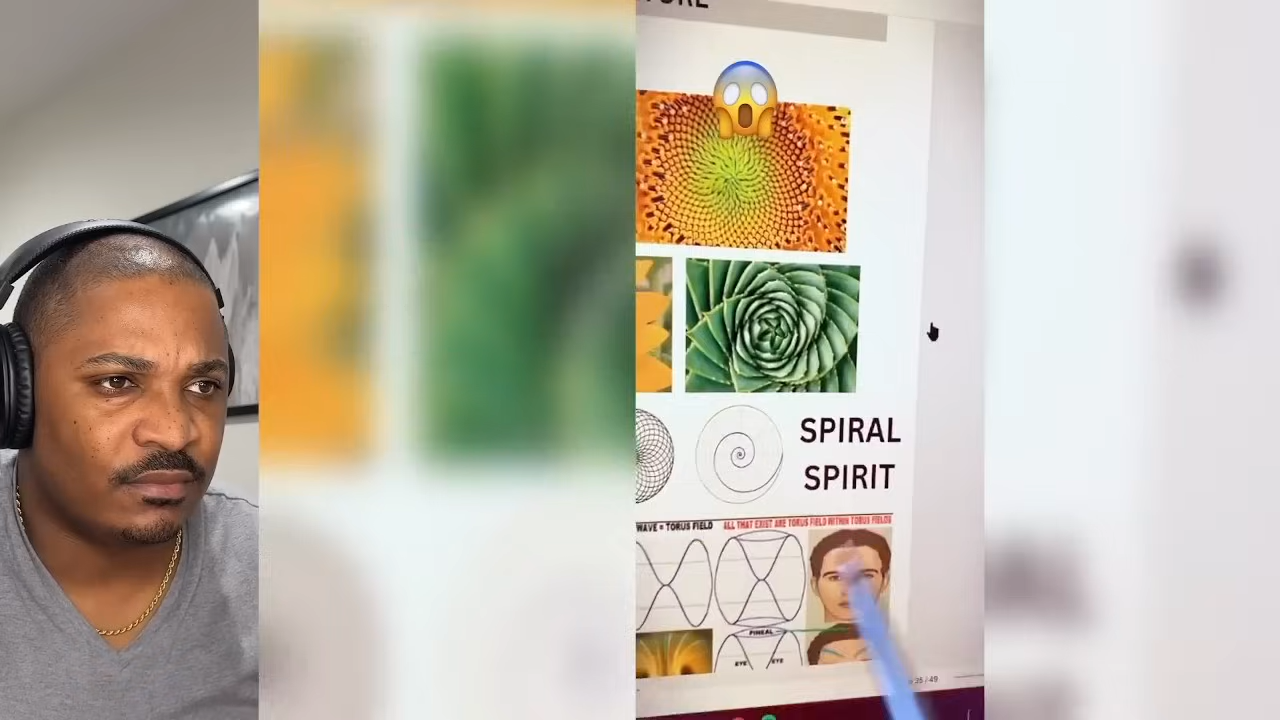 SPIRAL
SPIRIT
WAVE = TORUS FIELD
ALL THAT EXIST ARE TORUS FIELD WITHIN TORUS FIELDS
PINEAL
EYE
EYE